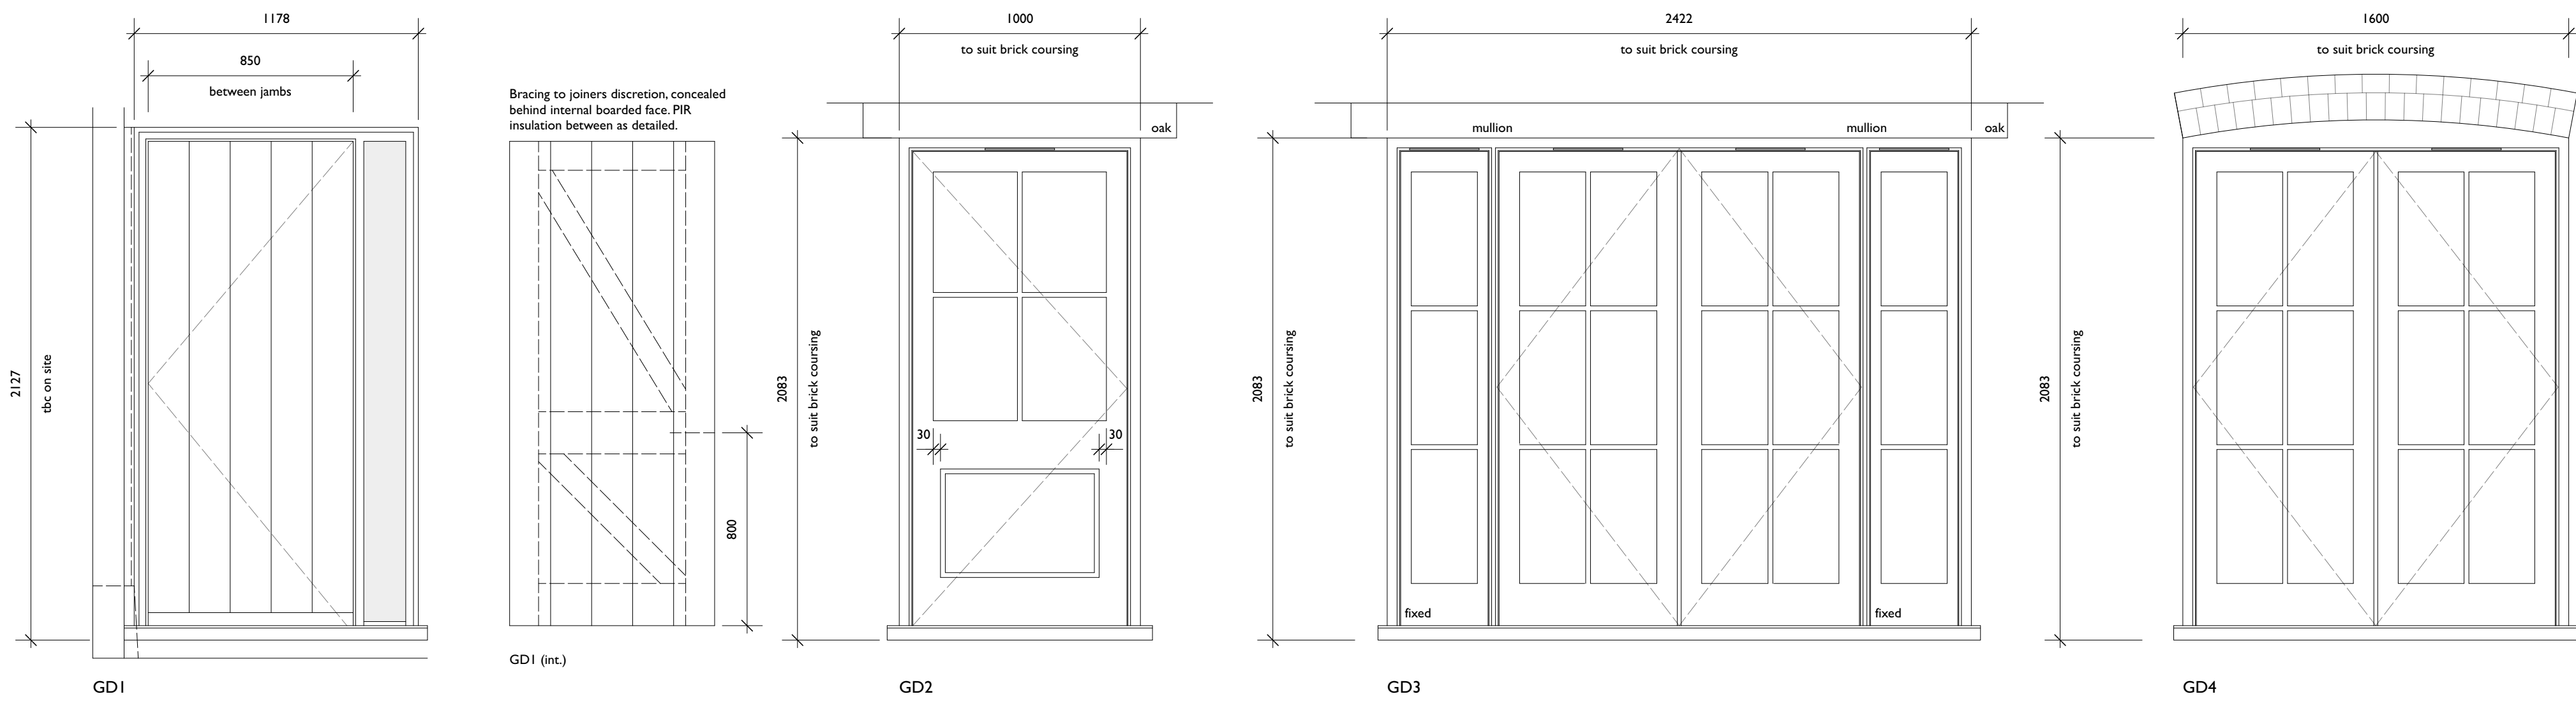 1178
850
between jambs
2127
tbc on site
GD1
Bracing to joiners discretion, concealed
behind internal boarded face. PIR
insulation between as detailed.
800
GD1 (int.)
1000
to suit brick coursing
oak
2083
to suit brick coursing
30
30
GD2
2422
to suit brick coursing
mullion
mullion
oak
2083
to suit brick coursing
fixed
fixed
GD3
1600
to suit brick coursing
2083
to suit brick coursing
GD4